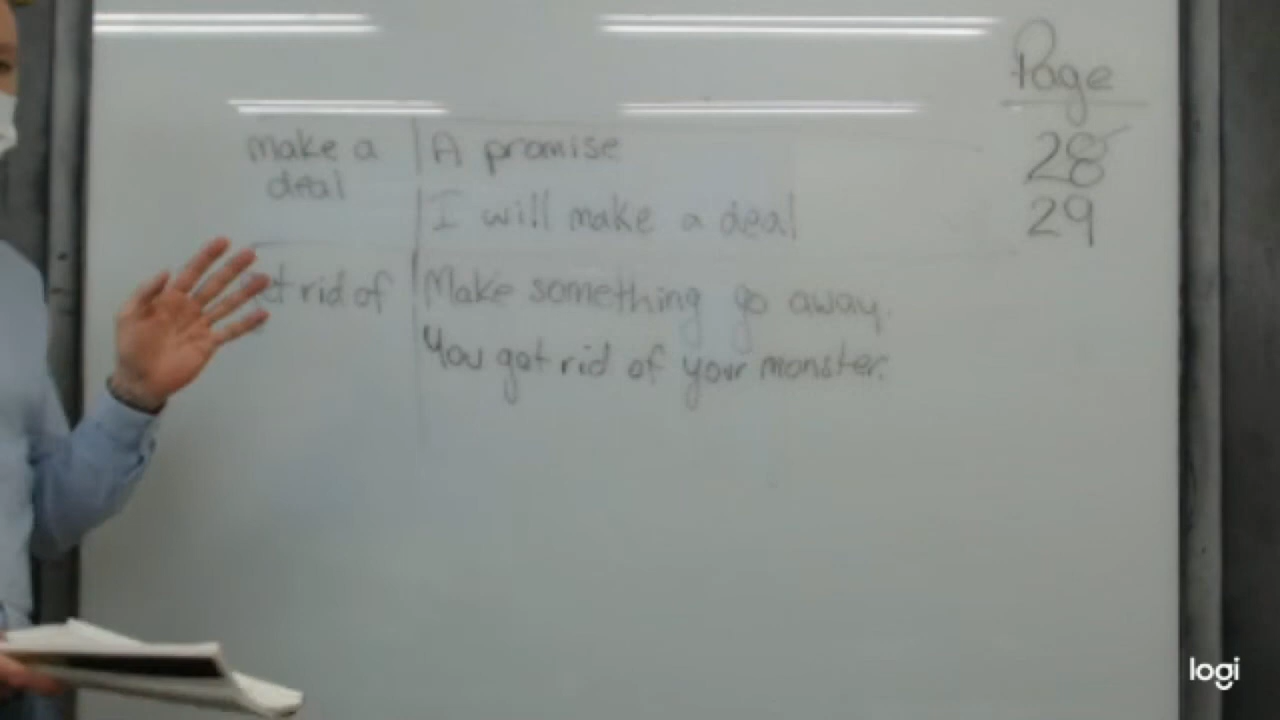 Page
make a
deal
A promise
28
I will make a deal
29
rid of
Make something go away.
You got rid of your monster.
logi